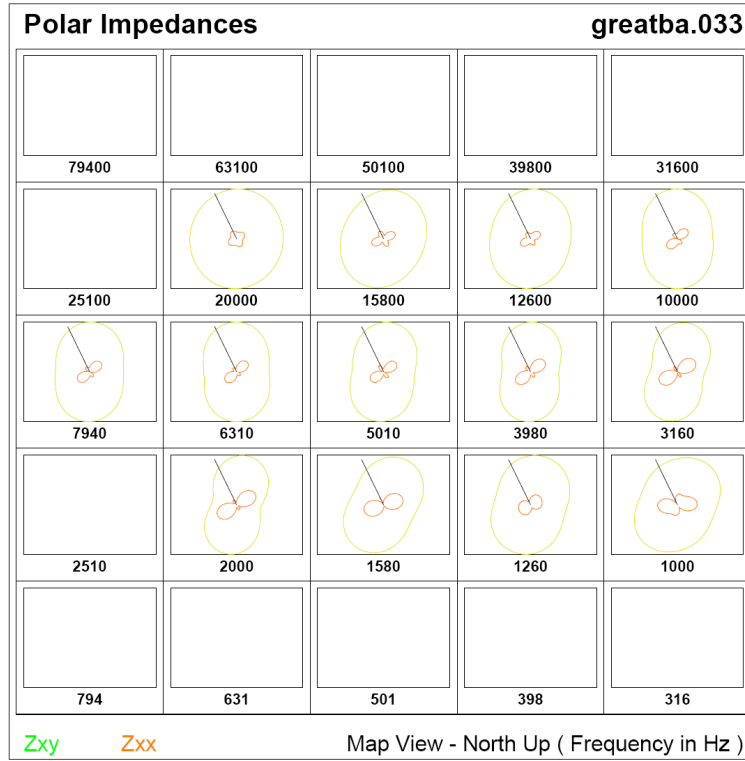 Polar Impedances greatba.033
79400 63100 50100 39800 31600
25100 20000 15800 12600 10000
7940 6310 5010 3980 3160
2510 2000 1580 1260 1000
794 631 501 398 316
Zxy Zxx Map View - North Up ( Frequency in Hz )